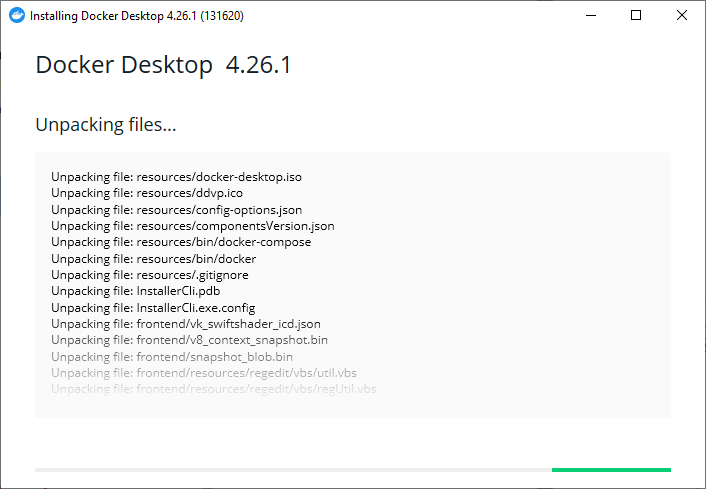 Installing Docker Desktop 4.26.1 (131620)
Docker Desktop 4.26.1
Unpacking files...
Unpacking file: resources/docker-desktop.iso
Unpacking file: resources/ddvp.ico
Unpacking file: resources/config-options.json
Unpacking file: resources/componentsVersion.json
Unpacking file: resources/bin/docker-compose
Unpacking file: resources/bin/docker
Unpacking file: resources/.gitignore
Unpacking file: InstallerCli.pdb
Unpacking file: InstallerCli.exe.config
Unpacking file: frontend/vk_swiftshader_icd.json
Unpacking file: frontend/v8_context_snapshot.bin
Unpacking file: frontend/snapshot_blob.bin
Unpacking file: frontend/resources/regedit/vbs/util.vbs
Unpacking file: frontend/resources/regedit/vbs/regUtil.vbs